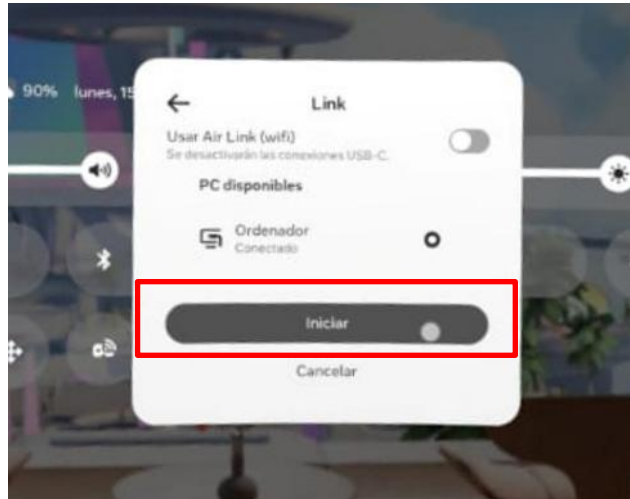 90% lunes, 15
Link
Usar Air Link (wifi)
Se desactivarán las conexiones USB-C.
PC disponibles
Ordenador
Conectado
Iniciar
Cancelar